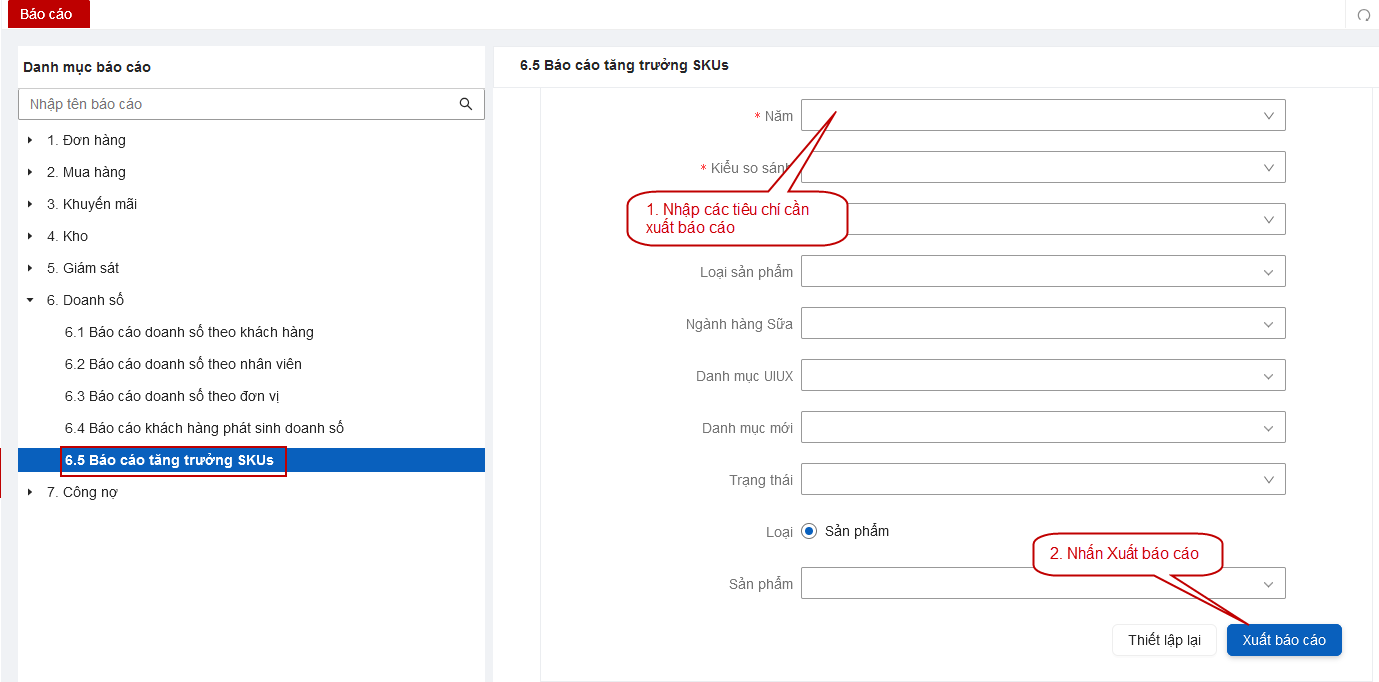 Báo cáo
Danh mục báo cáo
Nhập tên báo cáo
1. Đơn hàng
2. Mua hàng
3. Khuyến mãi
4. Kho
5. Giám sát
6. Doanh số
6.1 Báo cáo doanh số theo khách hàng
6.2 Báo cáo doanh số theo nhân viên
6.3 Báo cáo doanh số theo đơn vị
6.4 Báo cáo khách hàng phát sinh doanh số
6.5 Báo cáo tăng trưởng SKUs
7. Công nợ
6.5 Báo cáo tăng trưởng SKUs
* Năm
* Kiểu so sánh
1. Nhập các tiêu chí cần
xuất báo cáo
Loại sản phẩm
Ngành hàng Sữa
Danh mục UIUX
Danh mục mới
Trạng thái
Loại Sản phẩm
2. Nhấn Xuất báo cáo
Sản phẩm
Thiết lập lại Xuất báo cáo